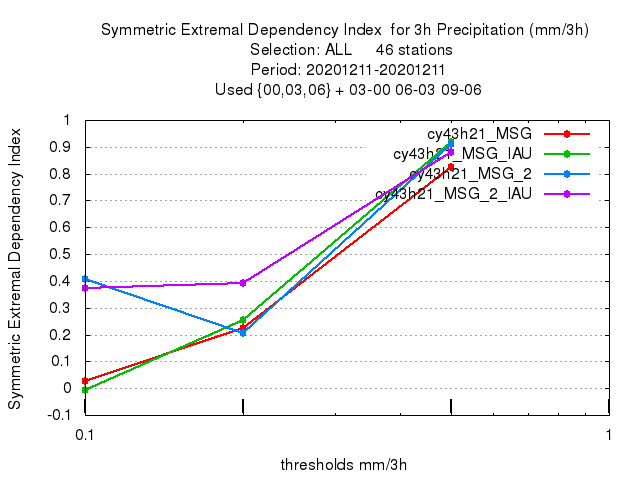 Symmetric Extremal Dependency Index  for 3h Precipitation (mm/3h)
Selection: ALL     46 stations
Period: 20201211-20201211
Used {00,03,06} + 03-00 06-03 09-06
Symmetric Extremal Dependency Index
1
0.9
0.8
0.7
0.6
0.5
0.4
0.3
0.2
0.1
0
-0.1
cy43h21_MSG
cy43h21_MSG_IAU
cy43h21_MSG_2
cy43h21_MSG_2_IAU
0.1
1
thresholds mm/3h